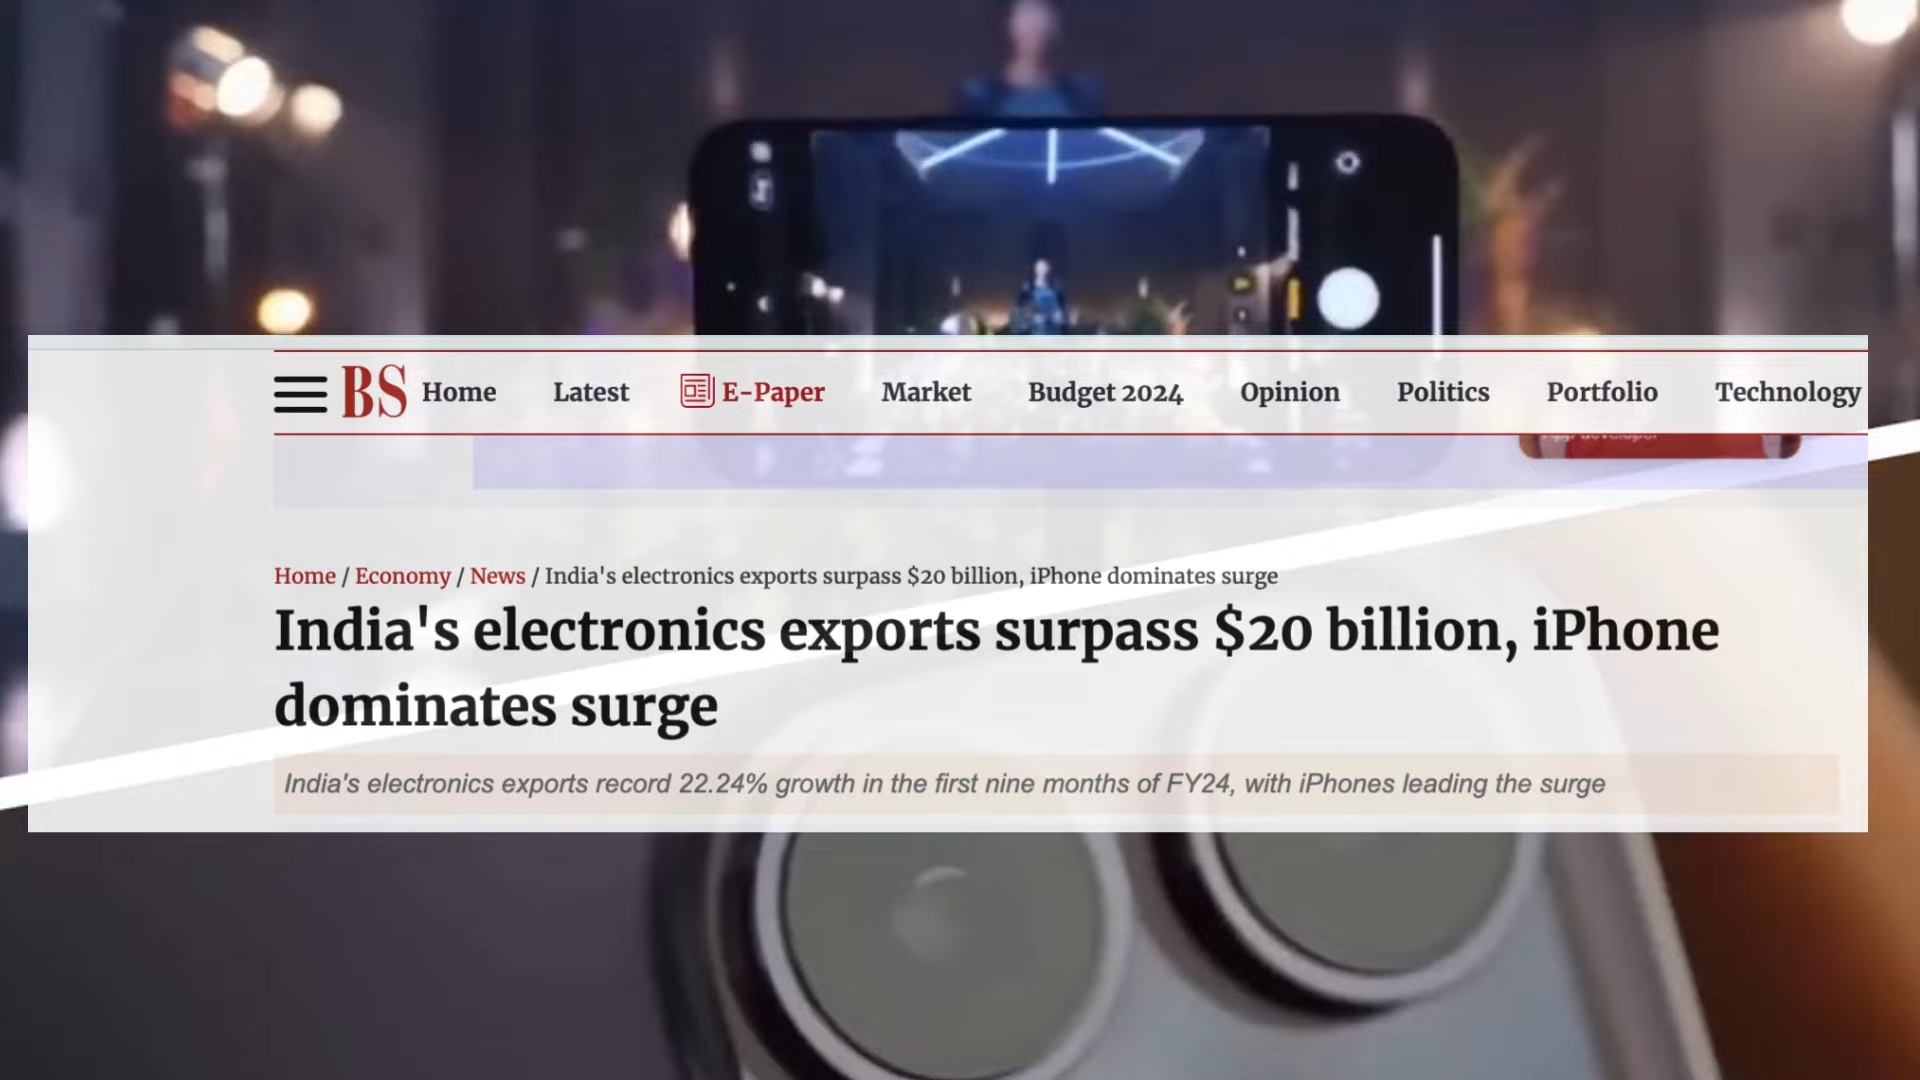 BS Home Latest E-Paper Market Budget 2024 Opinion Politics Portfolio Technology
Home / Economy / News / India's electronics exports surpass $20 billion, iPhone dominates surge
India's electronics exports surpass $20 billion, iPhone
dominates surge
India's electronics exports record 22.24% growth in the first nine months of FY24, with iPhones leading the surge